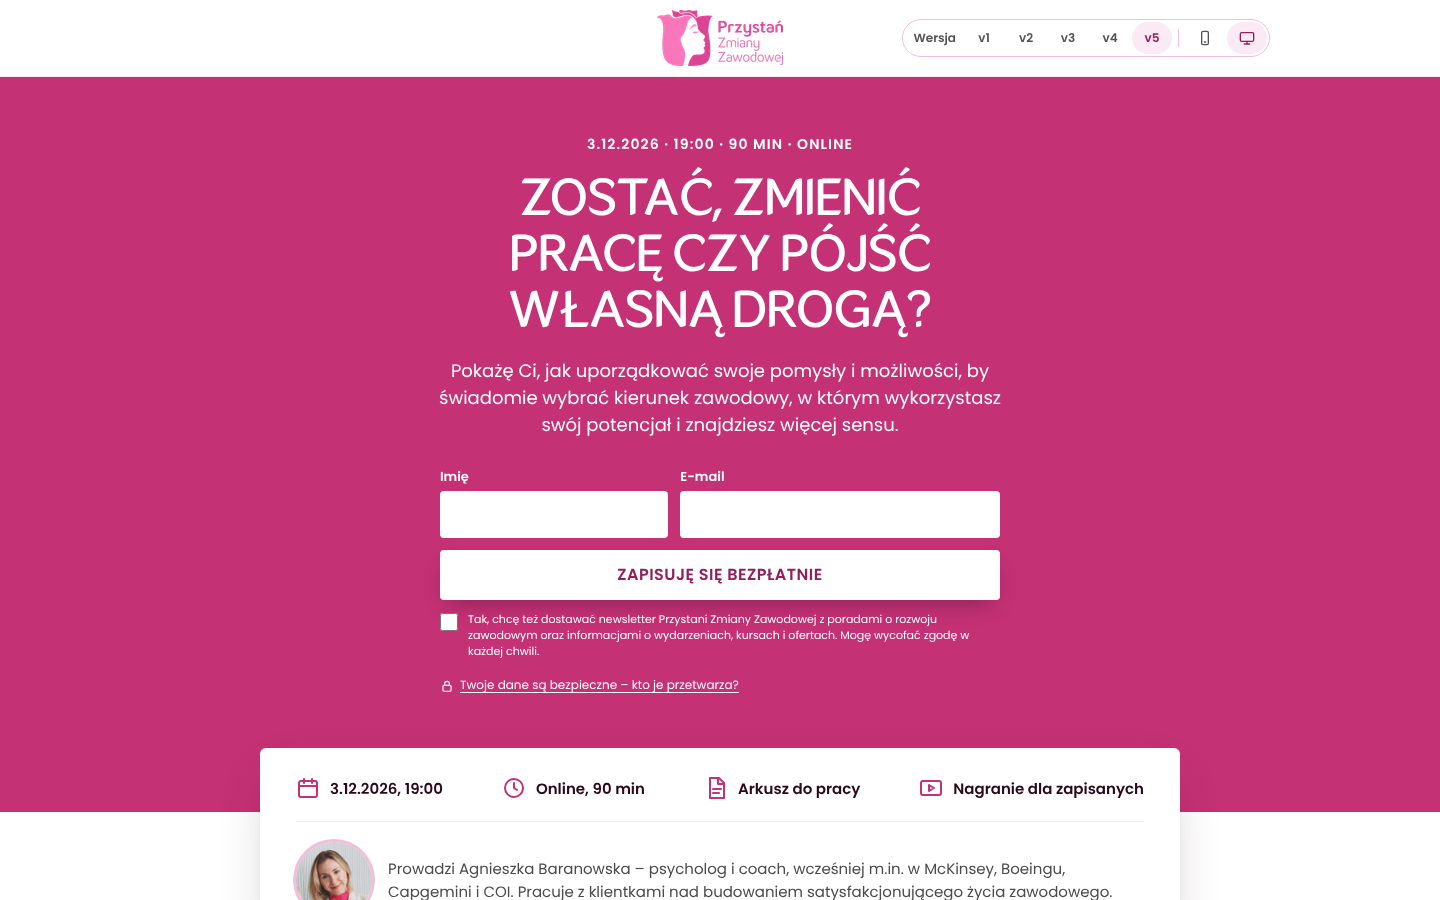 Przystań
Zmiany
Zawodowej
Wersja v1 v2 v3 v4 v5
3.12.2026 · 19:00 · 90 MIN · ONLINE
ZOSTAĆ, ZMIENIĆ
PRACĘ CZY PÓJŚĆ
WŁASNĄ DROGĄ?
Pokażę Ci, jak uporządkować swoje pomysły i możliwości, by
świadomie wybrać kierunek zawodowy, w którym wykorzystasz
swój potencjał i znajdziesz więcej sensu.
Imię E-mail
ZAPISUJĘ SIĘ BEZPŁATNIE
Tak, chcę też dostawać newsletter Przystani Zmiany Zawodowej z poradami o rozwoju
zawodowym oraz informacjami o wydarzeniach, kursach i ofertach. Mogę wycofać zgodę w
każdej chwili.
Twoje dane są bezpieczne – kto je przetwarza?
3.12.2026, 19:00 Online, 90 min Arkusz do pracy Nagranie dla zapisanych
Prowadzi Agnieszka Baranowska – psycholog i coach, wcześniej m.in. w McKinsey, Boeingu,
Capgemini i COI. Pracuje z klientkami nad budowaniem satysfakcjonującego życia zawodowego.